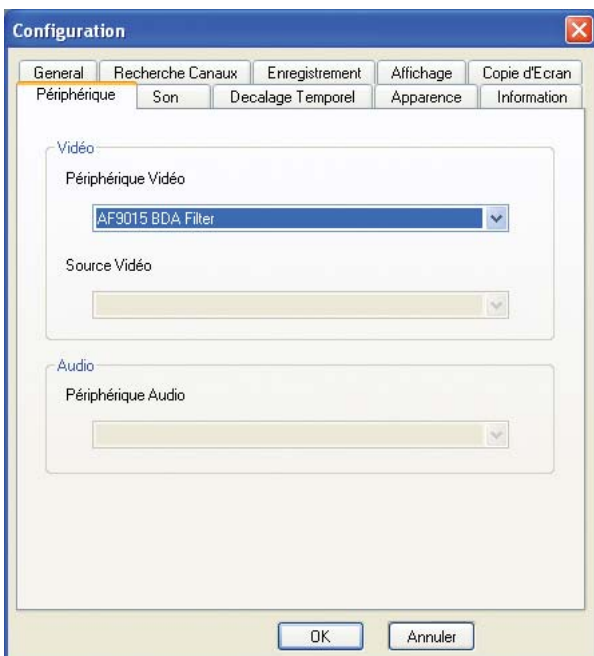 Configuration
General Recherche Canaux Enregistrement Affichage Copie d'Ecran
Périphérique Son Decalage Temporel Apparence Information
Vidéo
Périphérique Vidéo
AF9015 BDA Filter
Source Vidéo
Audio
Périphérique Audio
OK Annuler